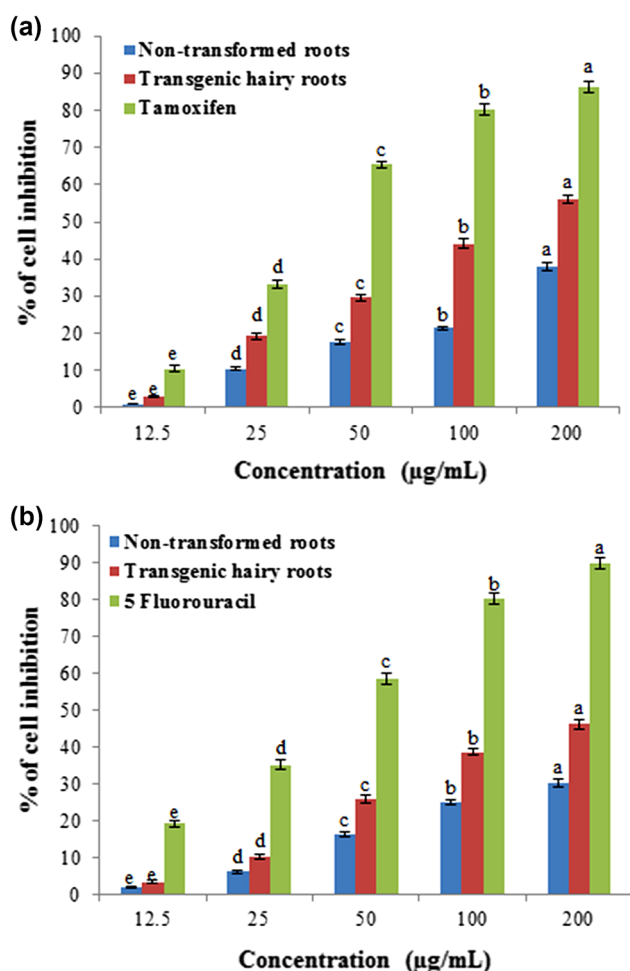 (a)
Non-transformed roots
Transgenic hairy roots
Tamoxifen
% of cell inhibition
100
90
80
70
60
50
40
30
20
10
0
e e e
d d d
c c c
b b b
a a a
12.5 25 50 100 200
Concentration (µg/mL)
(b)
Non-transformed roots
Transgenic hairy roots
5 Fluorouracil
% of cell inhibition
100
90
80
70
60
50
40
30
20
10
0
e e e
d d d
c c c
b b b
a a a
12.5 25 50 100 200
Concentration (µg/mL)